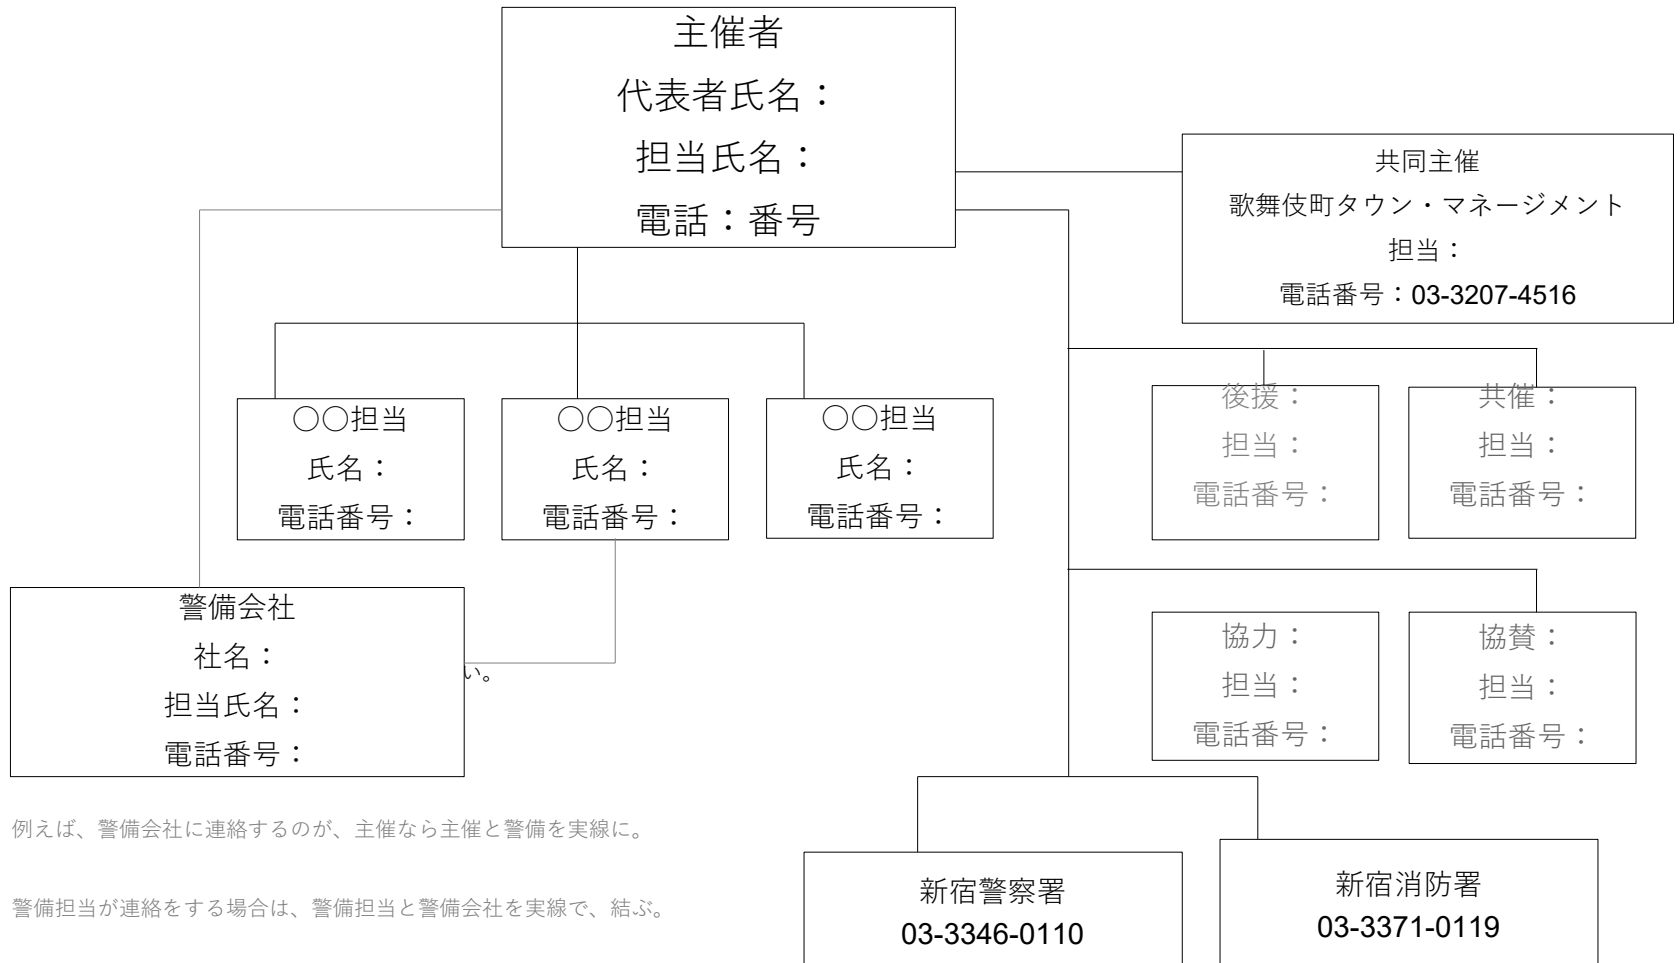 主催者
代表者氏名：
担当氏名：
電話：番号
共同主催
歌舞伎町タウン・マネージメント
担当：
電話番号：03-3207-4516
〇〇担当
氏名：
電話番号：
〇〇担当
氏名：
電話番号：
〇〇担当
氏名：
電話番号：
後援：
担当：
電話番号：
共催：
担当：
電話番号：
警備会社
社名：
担当氏名：
電話番号：
い。
協力：
担当：
電話番号：
協賛：
担当：
電話番号：
例えば、警備会社に連絡するのが、主催なら主催と警備を実線に。
警備担当が連絡をする場合は、警備担当と警備会社を実線で、結ぶ。
新宿警察署
03-3346-0110
新宿消防署
03-3371-0119